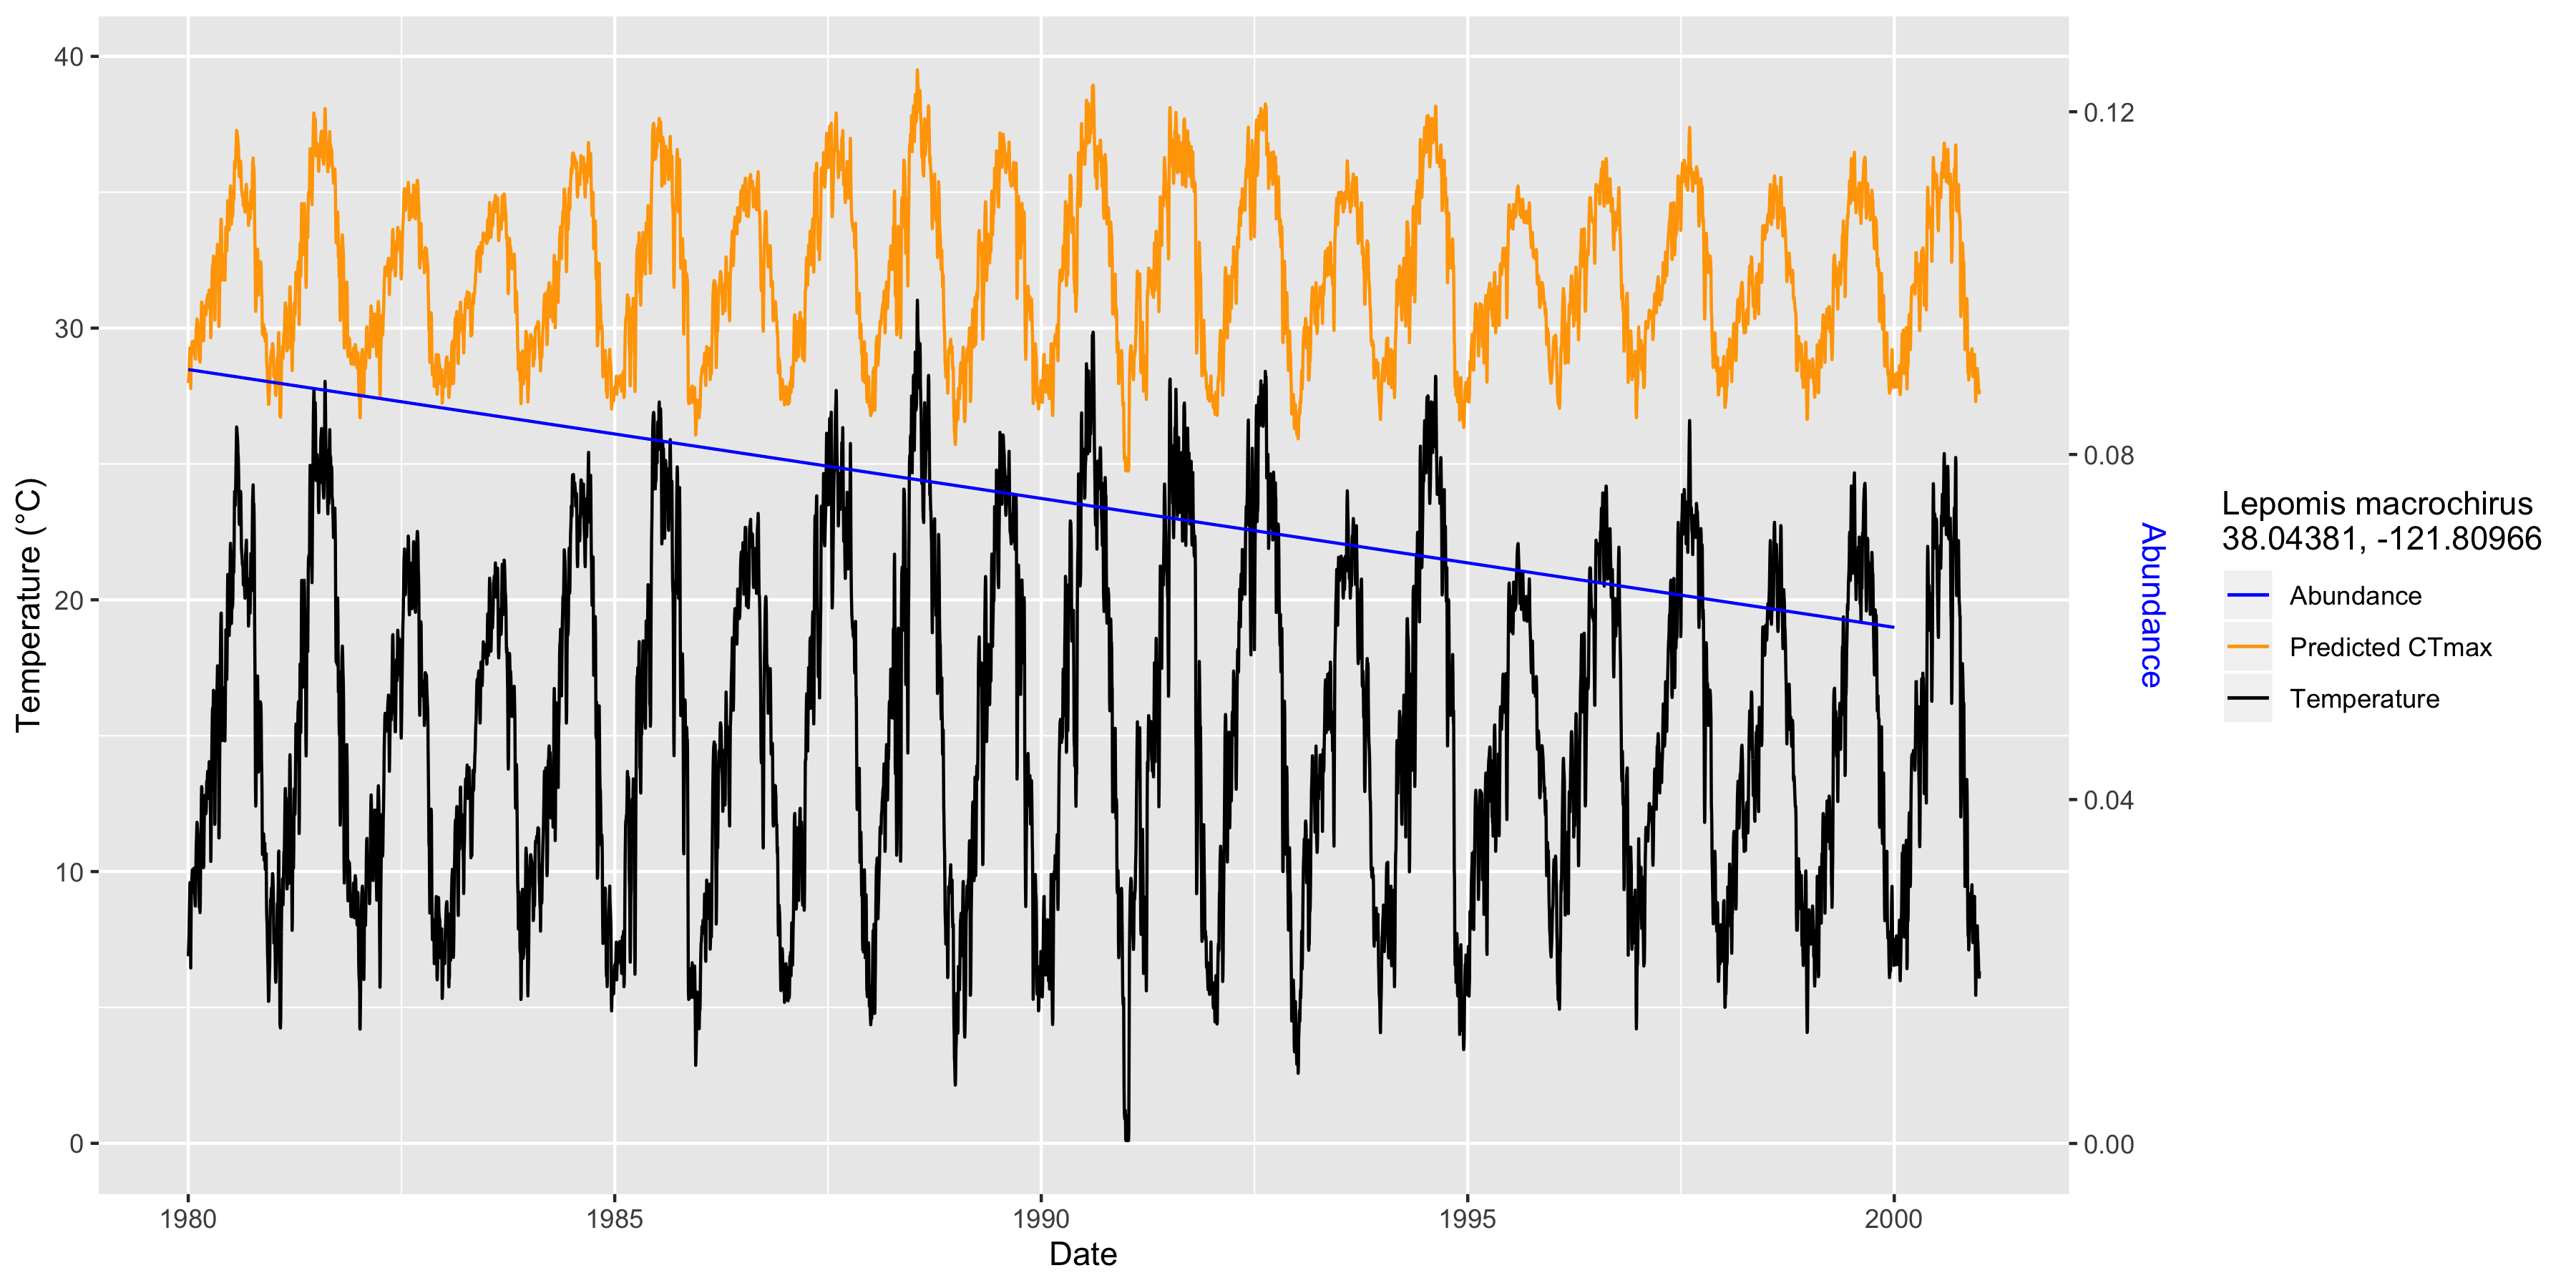 40
30
20
10
0
Temperature (°C)
1980
1985
1990
1995
2000
Date
0.12
0.08
0.04
0.00
Abundance
Lepomis macrochirus
38.04381, -121.80966
Abundance
Predicted CTmax
Temperature